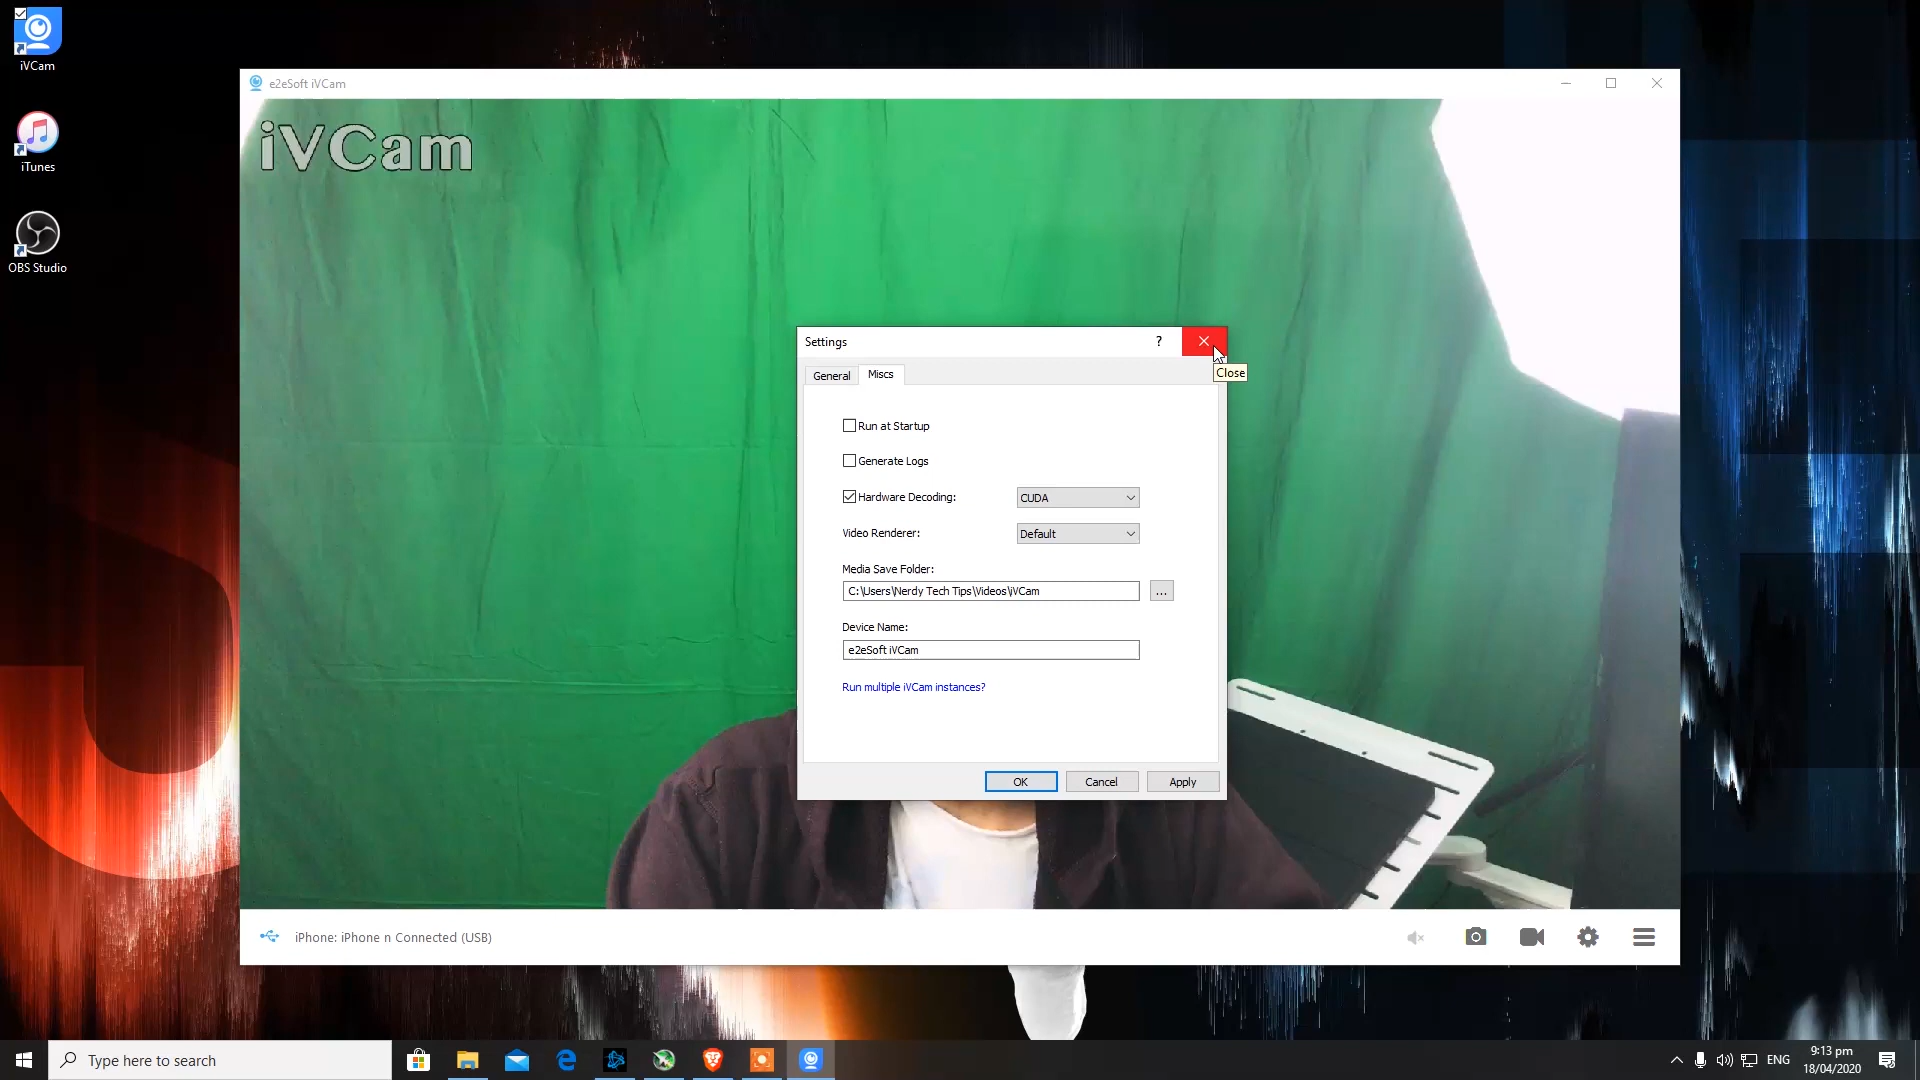 iVCam
iTunes
OBS Studio
e2eSoft iVCam
iVCam
Settings
?
Close
General
Miscs
Run at Startup
Generate Logs
Hardware Decoding:
CUDA
Video Renderer:
Default
Media Save Folder:
C:\Users\Nerdy Tech Tips\Videos\iVCam
...
Device Name:
e2eSoft iVCam
Run multiple iVCam instances?
OK
Cancel
Apply
iPhone: iPhone n Connected (USB)
Type here to search
ENG
9:13 pm
18/04/2020